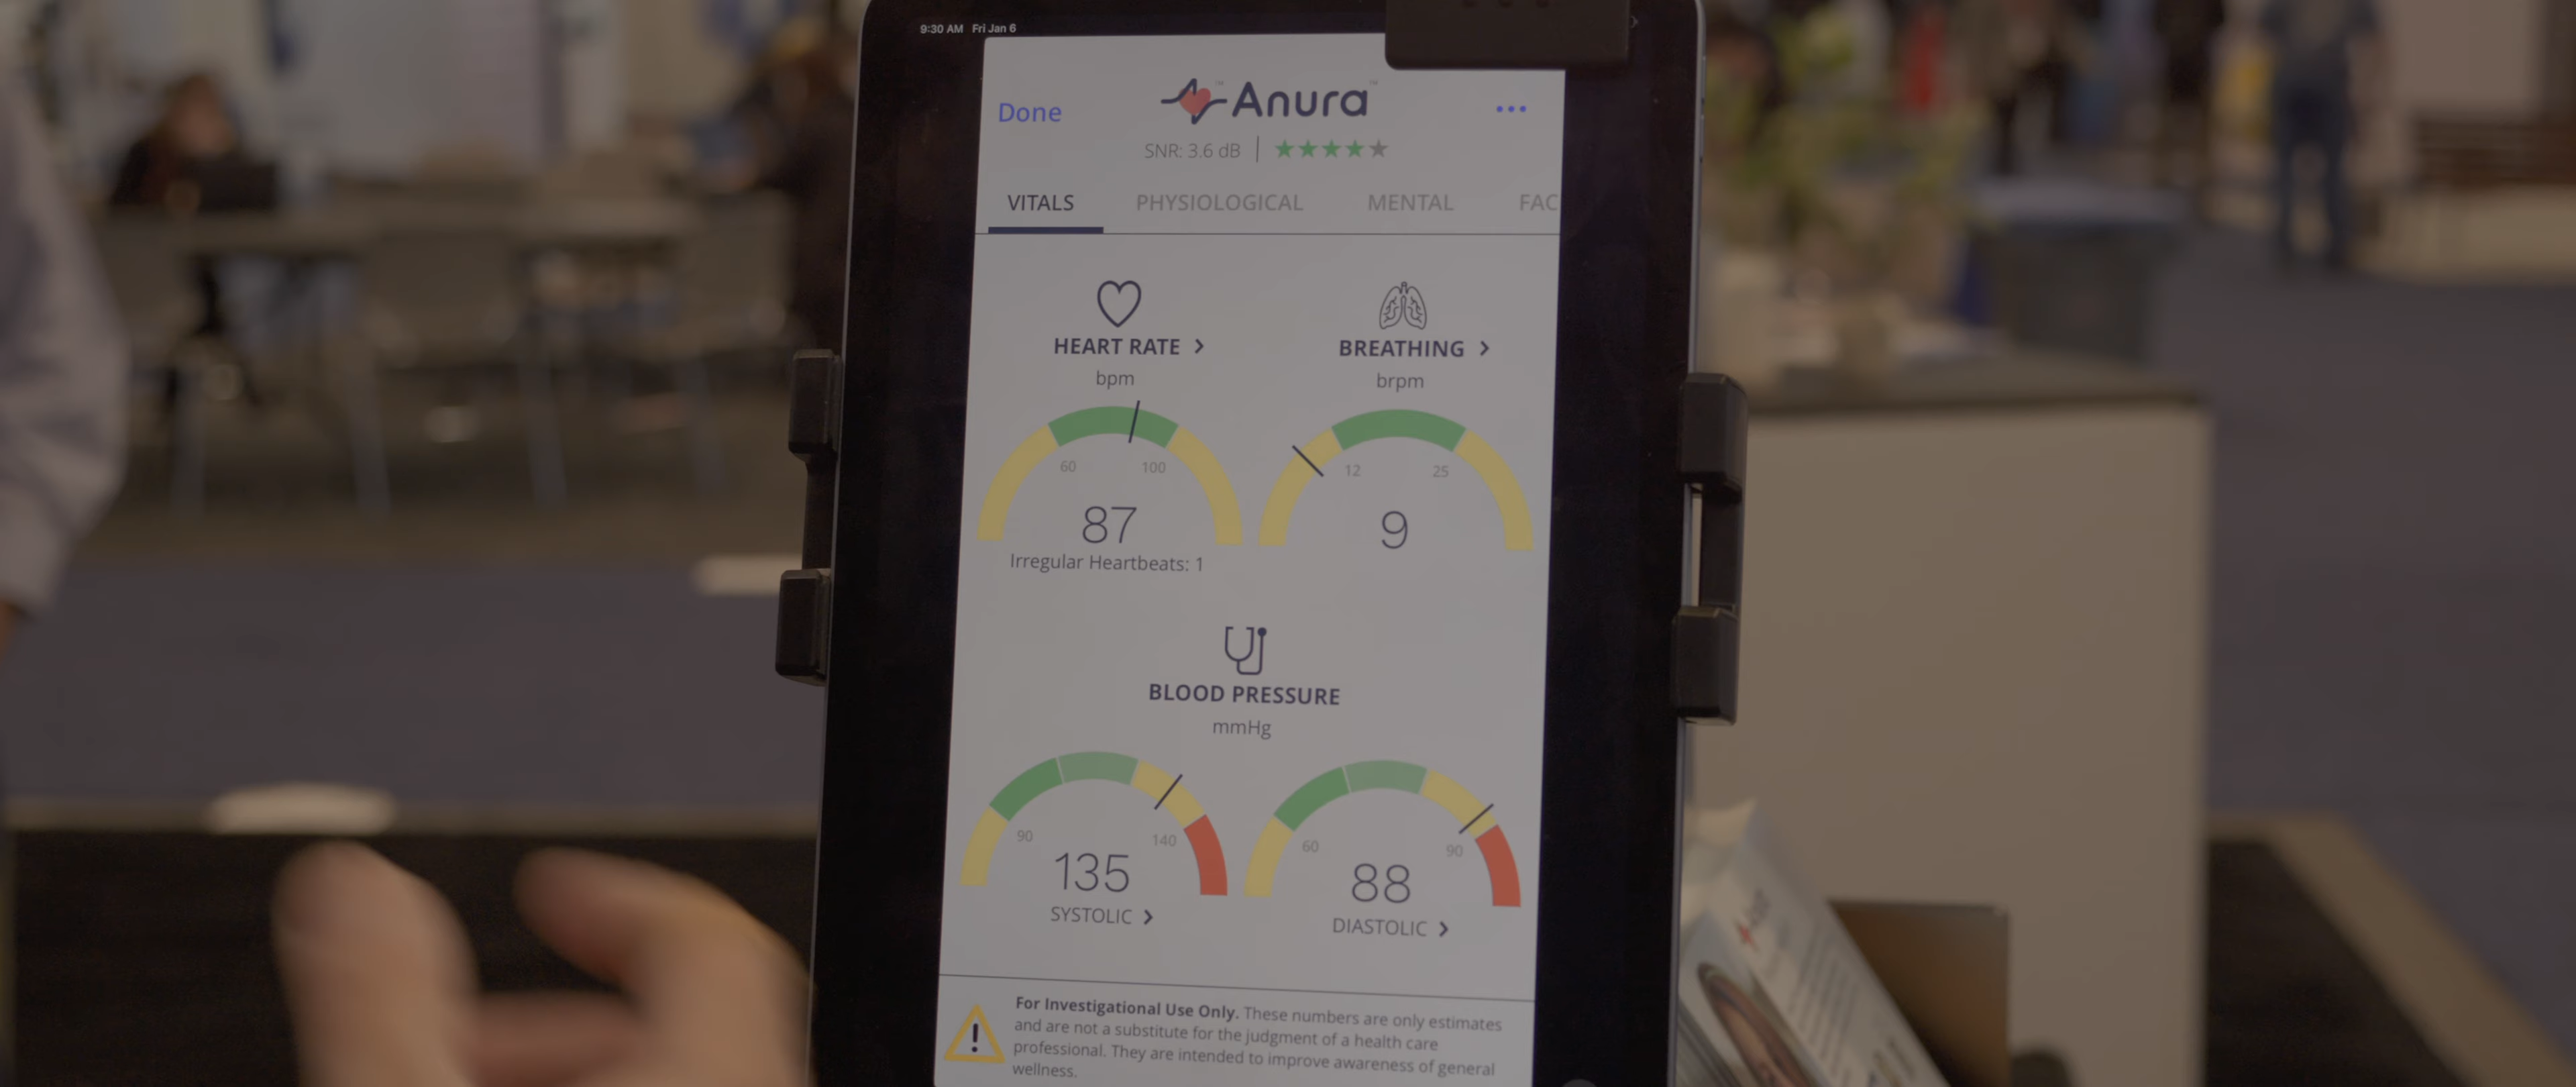 9:30 AM Fri Jan 6
Done
Anura™
SNR: 3.6 dB
VITALS PHYSIOLOGICAL MENTAL FAC
HEART RATE >
bpm
60 100
87
Irregular Heartbeats: 1
BREATHING >
brpm
12 25
9
BLOOD PRESSURE
mmHg
90 140
135
SYSTOLIC >
60 90
88
DIASTOLIC >
For Investigational Use Only. These numbers are only estimates
and are not a substitute for the judgment of a health care
professional. They are intended to improve awareness of general
wellness.